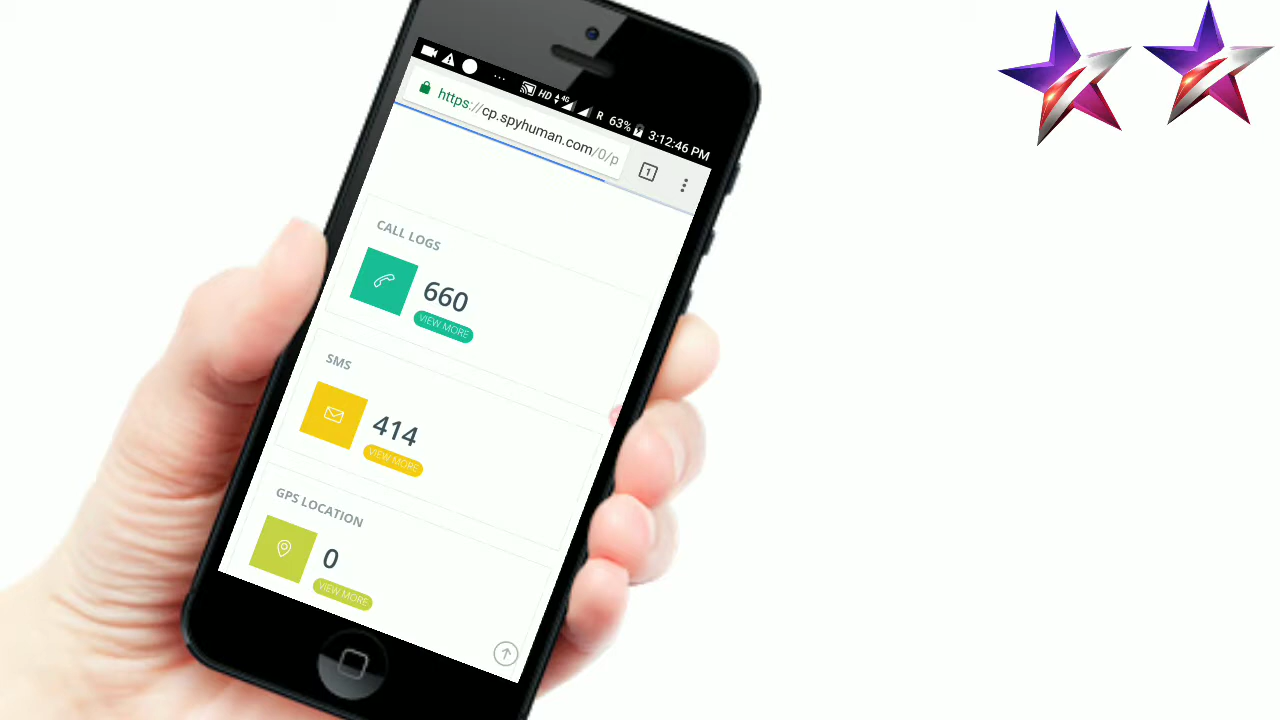 ... HD 4G R 63% 3:12:46 PM
https://cp.spyhuman.com/0/p
1
CALL LOGS
660
VIEW MORE
SMS
414
VIEW MORE
GPS LOCATION
0
VIEW MORE